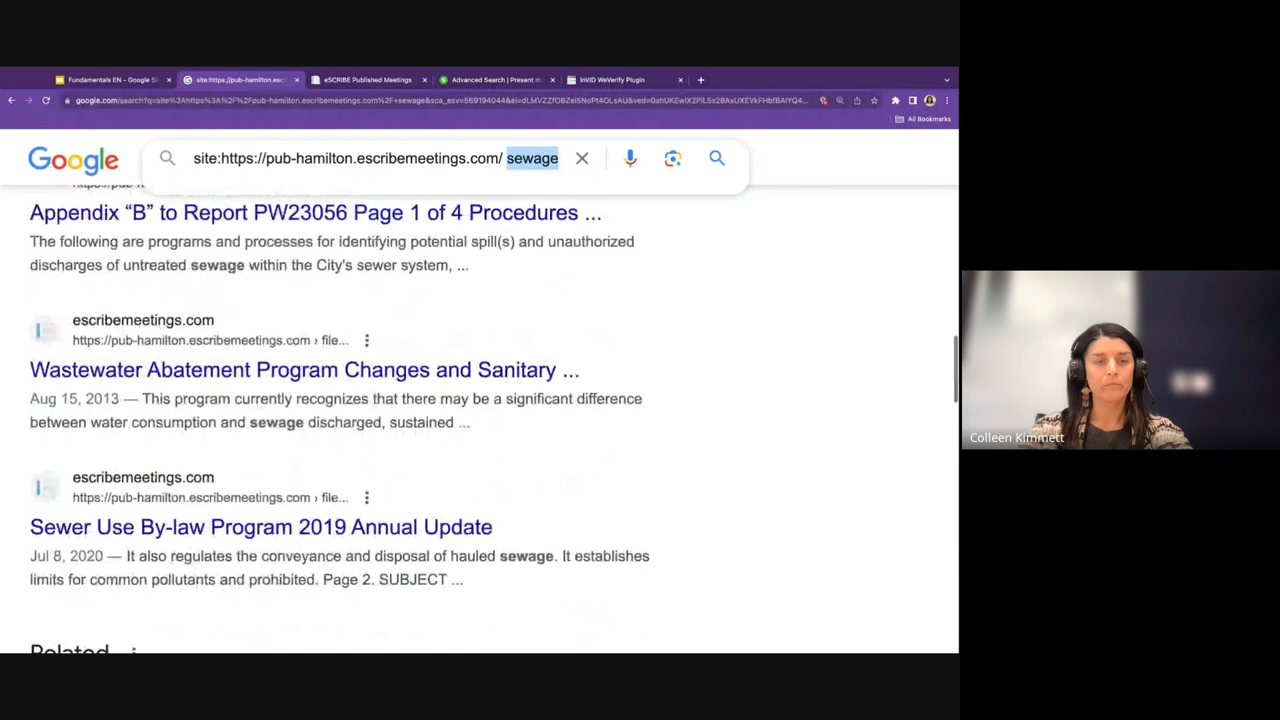 Fundamentals EN – Google Sli
site:https://pub-hamilton.esc
eSCRIBE Published Meetings
Advanced Search | Present m
InVID WeVerify Plugin
All Bookmarks
Google
site:https://pub-hamilton.escribemeetings.com/ sewage
Appendix “B” to Report PW23056 Page 1 of 4 Procedures ...
The following are programs and processes for identifying potential spill(s) and unauthorized
discharges of untreated sewage within the City's sewer system, ...
escribemeetings.com
https://pub-hamilton.escribemeetings.com › file...
Wastewater Abatement Program Changes and Sanitary ...
Aug 15, 2013 — This program currently recognizes that there may be a significant difference
between water consumption and sewage discharged, sustained ...
escribemeetings.com
https://pub-hamilton.escribemeetings.com › file...
Sewer Use By-law Program 2019 Annual Update
Jul 8, 2020 — It also regulates the conveyance and disposal of hauled sewage. It establishes
limits for common pollutants and prohibited. Page 2. SUBJECT ...
Related
Colleen Kimmett